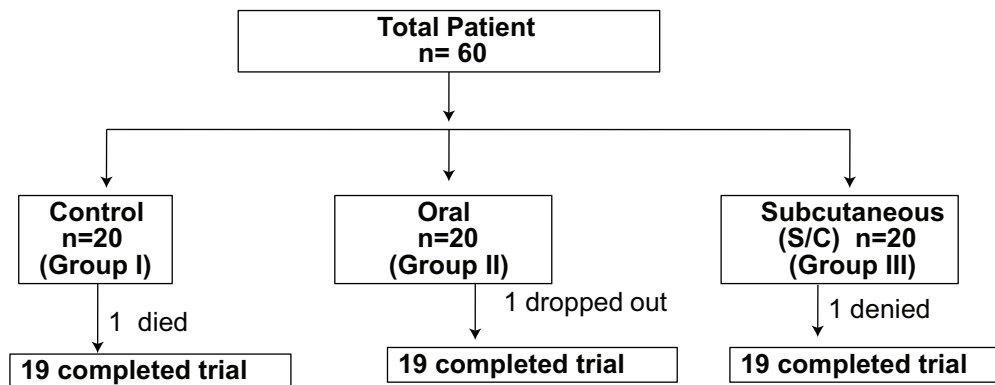 Total Patient
n= 60
Control
n=20
(Group I)
Oral
n=20
(Group II)
Subcutaneous
(S/C) n=20
(Group III)
1 died
1 dropped out
1 denied
19 completed trial
19 completed trial
19 completed trial